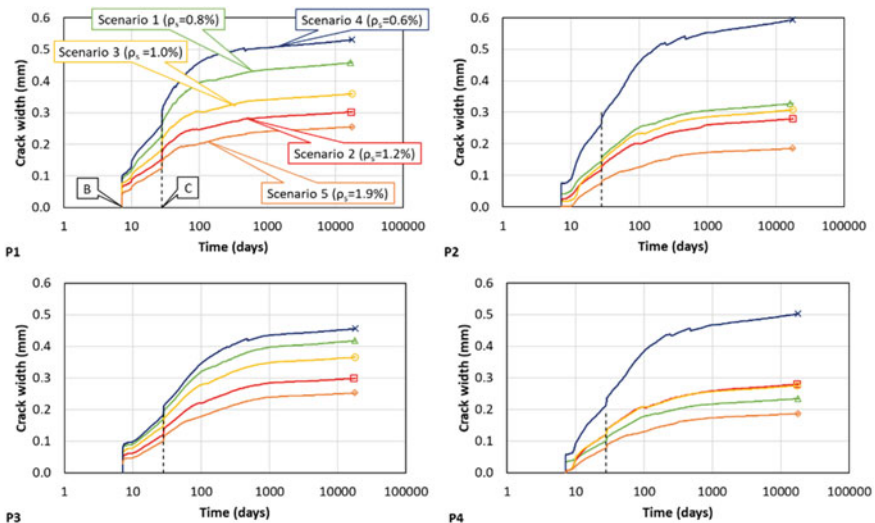 Scenario 1 (ρs=0.8%)
Scenario 4 (ρs=0.6%)
Scenario 3 (ρs =1.0%)
Scenario 2 (ρs=1.2%)
Scenario 5 (ρs=1.9%)
B
C
Crack width (mm)
0.6
0.5
0.4
0.3
0.2
0.1
0.0
1 10 100 1000 10000 100000
Time (days)
P1
Crack width (mm)
0.6
0.5
0.4
0.3
0.2
0.1
0.0
1 10 100 1000 10000 100000
Time (days)
P2
Crack width (mm)
0.6
0.5
0.4
0.3
0.2
0.1
0.0
1 10 100 1000 10000 100000
Time (days)
P3
Crack width (mm)
0.6
0.5
0.4
0.3
0.2
0.1
0.0
1 10 100 1000 10000 100000
Time (days)
P4